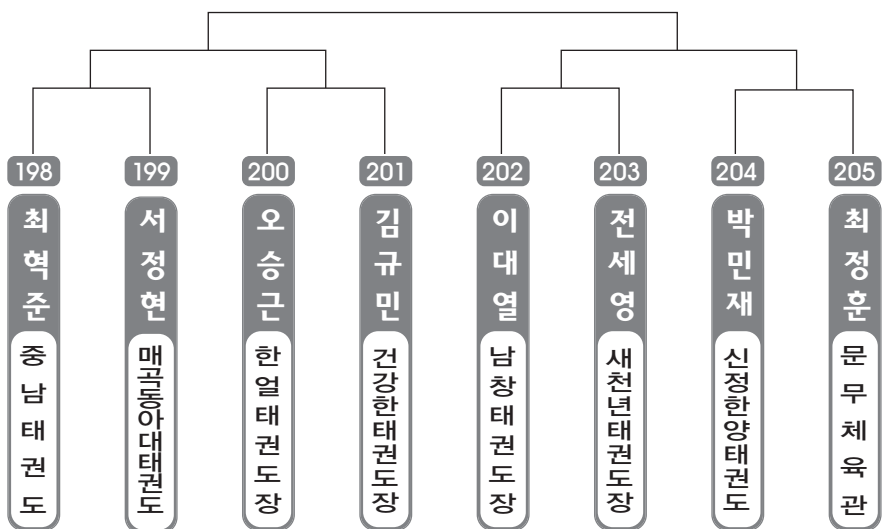 198
최혁준
중남태권도
199
서정현
매곡동아대태권도
200
오승근
한얼태권도장
201
김규민
건강한태권도장
202
이대열
남창태권도장
203
전세영
새천년태권도장
204
박민재
신정한양태권도
205
최정훈
문무체육관